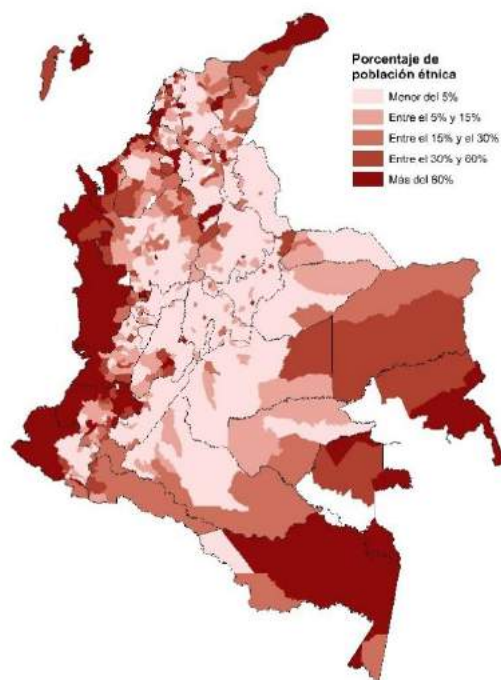 Porcentaje de
población étnica
Menor del 5%
Entre el 5% y 15%
Entre el 15% y el 30%
Entre el 30% y 60%
Más del 60%